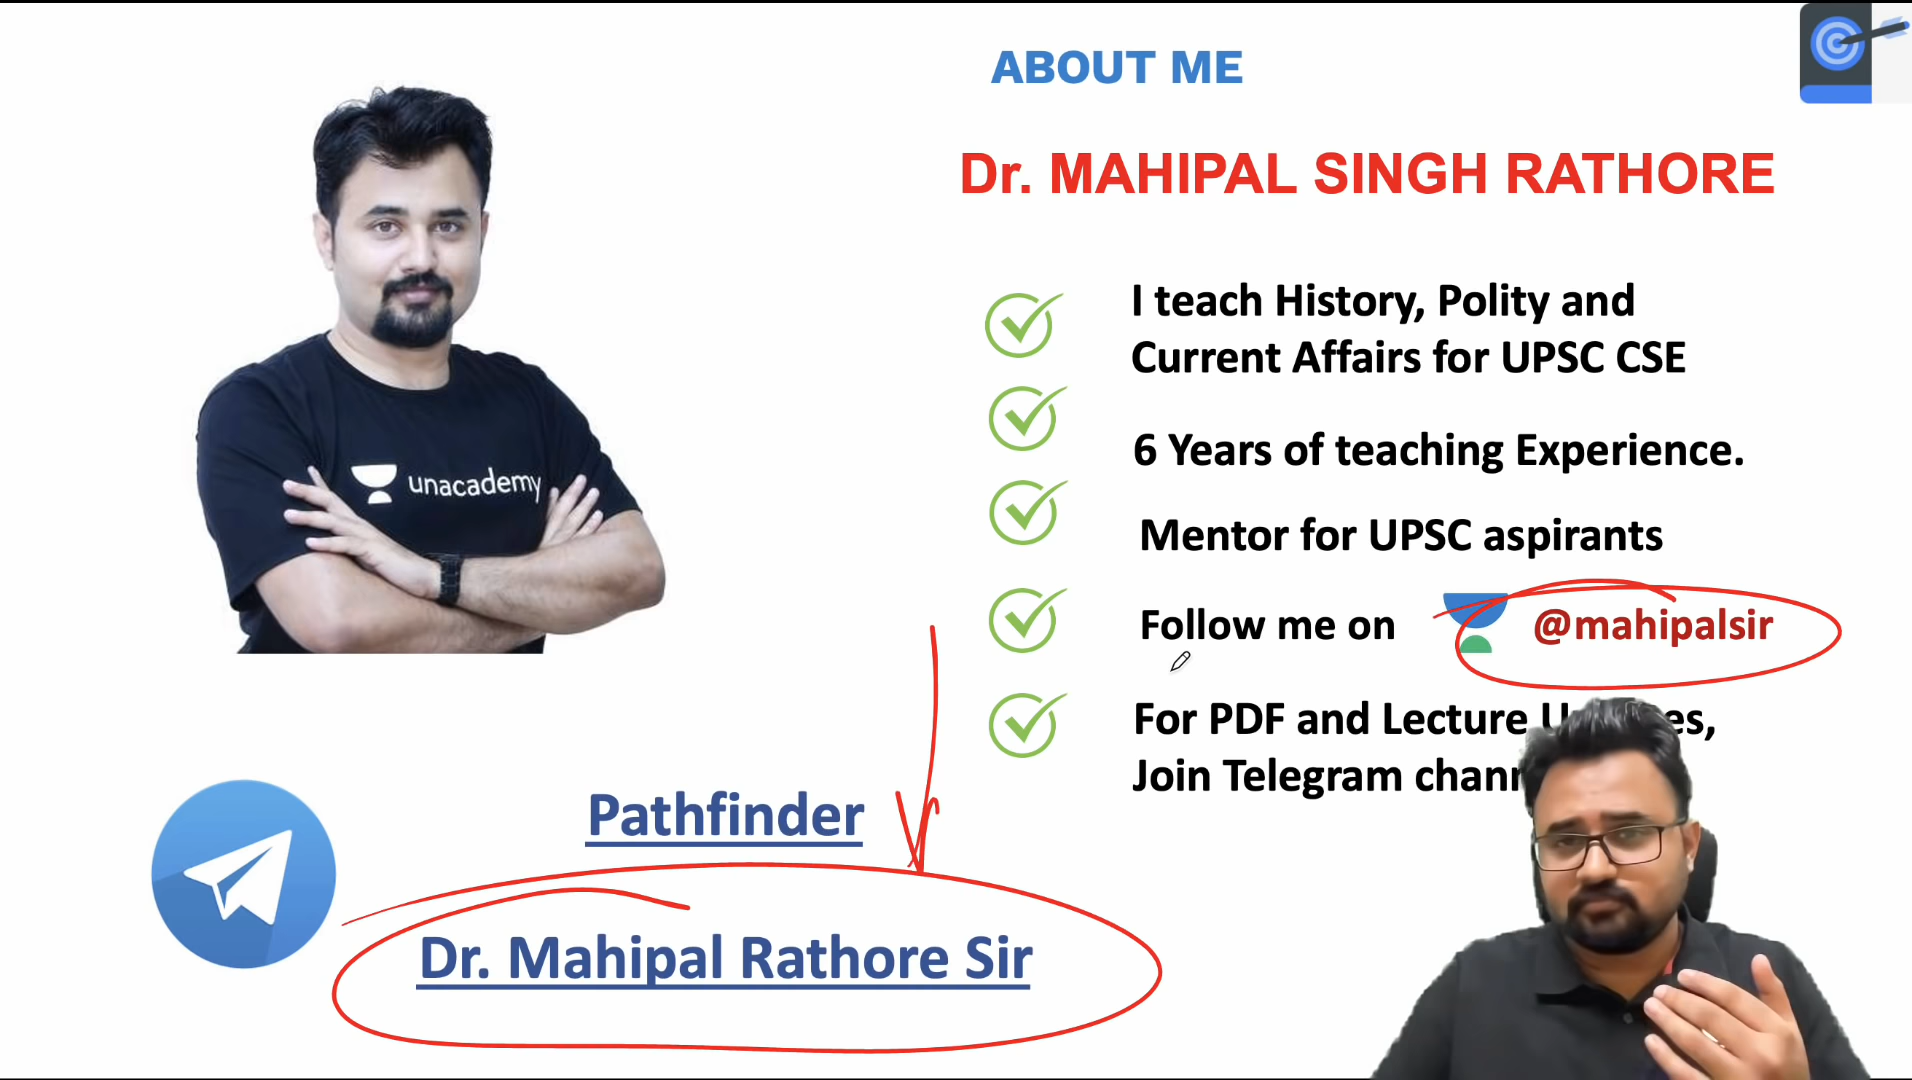 ABOUT ME
Dr. MAHIPAL SINGH RATHORE
I teach History, Polity and
Current Affairs for UPSC CSE
6 Years of teaching Experience.
Mentor for UPSC aspirants
Follow me on @mahipalsir
For PDF and Lecture
Join Telegram
unacademy
Pathfinder
Dr. Mahipal Rathore Sir